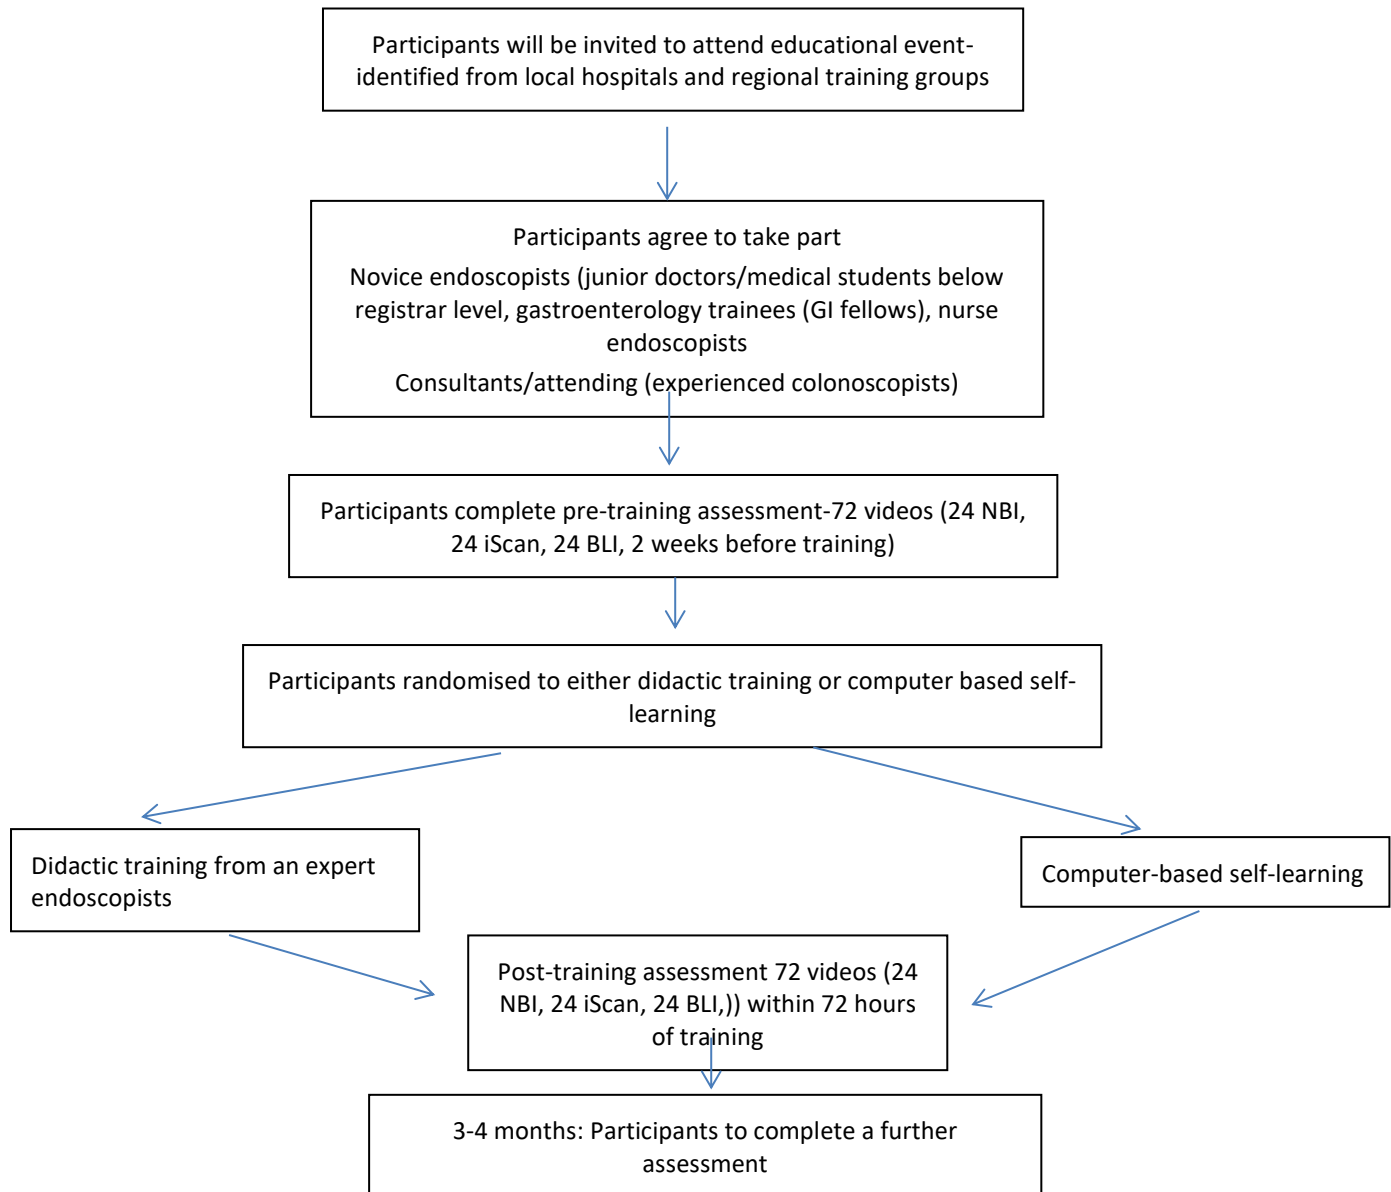 Participants will be invited to attend educational event-
identified from local hospitals and regional training groups
Participants agree to take part
Novice endoscopists (junior doctors/medical students below
registrar level, gastroenterology trainees (GI fellows), nurse
endoscopists
Consultants/attending (experienced colonoscopists)
Participants complete pre-training assessment-72 videos (24 NBI,
24 iScan, 24 BLI, 2 weeks before training)
Participants randomised to either didactic training or computer based self-
learning
Didactic training from an expert
endoscopists
Computer-based self-learning
Post-training assessment 72 videos (24
NBI, 24 iScan, 24 BLI,)) within 72 hours
of training
3-4 months: Participants to complete a further
assessment